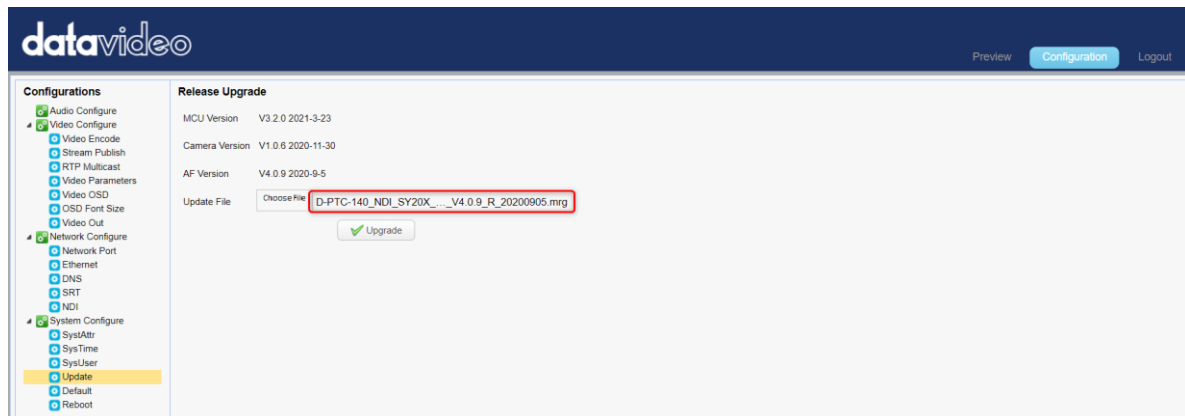 datavideo
Preview Configuration Logout
Configurations
Audio Configure
Video Configure
Video Encode
Stream Publish
RTP Multicast
Video Parameters
Video OSD
OSD Font Size
Video Out
Network Configure
Network Port
Ethernet
DNS
SRT
NDI
System Configure
SystAttr
SysTime
SysUser
Update
Default
Reboot
Release Upgrade
MCU Version V3.2.0 2021-3-23
Camera Version V1.0.6 2020-11-30
AF Version V4.0.9 2020-9-5
Update File Choose File D-PTC-140_NDI_SY20X_..._V4.0.9_R_20200905.mrg
Upgrade